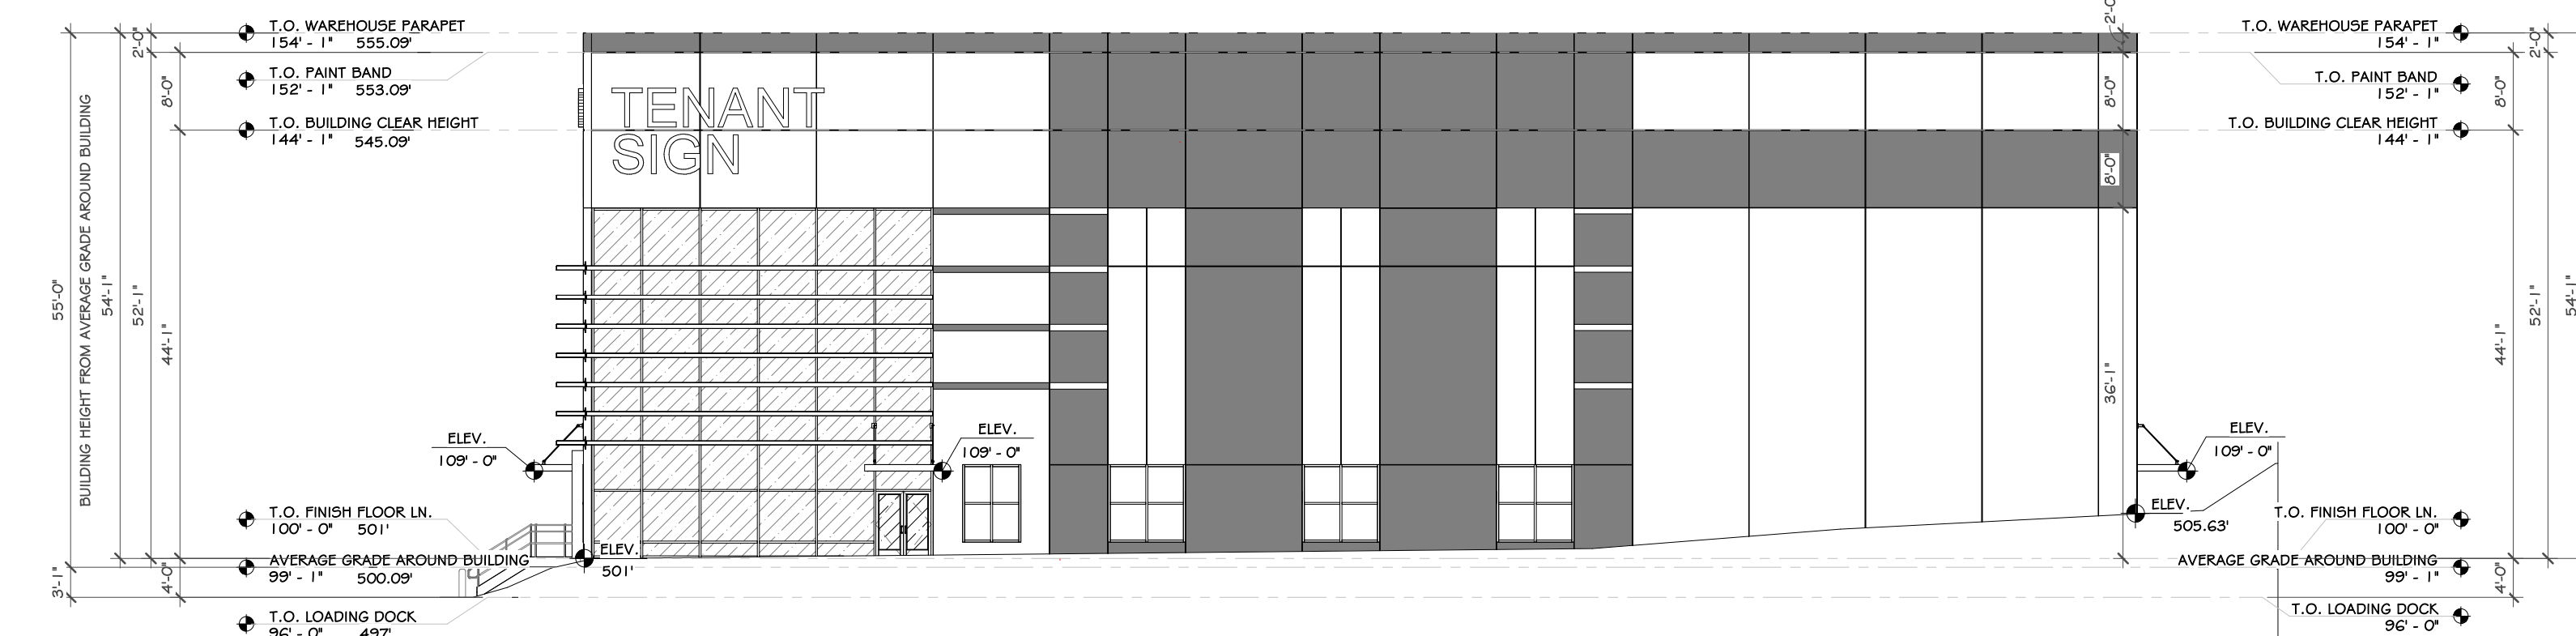 T.O. WAREHOUSE PARAPET
154' - 1" 555.09'
T.O. PAINT BAND
152' - 1" 553.09'
T.O. BUILDING CLEAR HEIGHT
144' - 1" 545.09'
2'-0"
8'-0"
55'-0"
BUILDING HEIGHT FROM AVERAGE GRADE AROUND BUILDING
54'-1"
52'-1"
44'-1"
ELEV.
109' - 0"
T.O. FINISH FLOOR LN.
100' - 0" 501'
AVERAGE GRADE AROUND BUILDING
99' - 1" 500.09'
3'-1"
4'-0"
T.O. LOADING DOCK
96' - 0" 497'
TENANT
SIGN
ELEV.
501'
ELEV.
109' - 0"
2'-0
8'-0"
8'-0"
36'-1"
ELEV.
109' - 0"
ELEV.
505.63'
T.O. WAREHOUSE PARAPET
154' - 1"
T.O. PAINT BAND
152' - 1"
T.O. BUILDING CLEAR HEIGHT
144' - 1"
2'-0"
8'-0"
44'-1"
52'-1"
54'-1"
T.O. FINISH FLOOR LN.
100' - 0"
AVERAGE GRADE AROUND BUILDING
99' - 1"
4'-0"
T.O. LOADING DOCK
96' - 0"